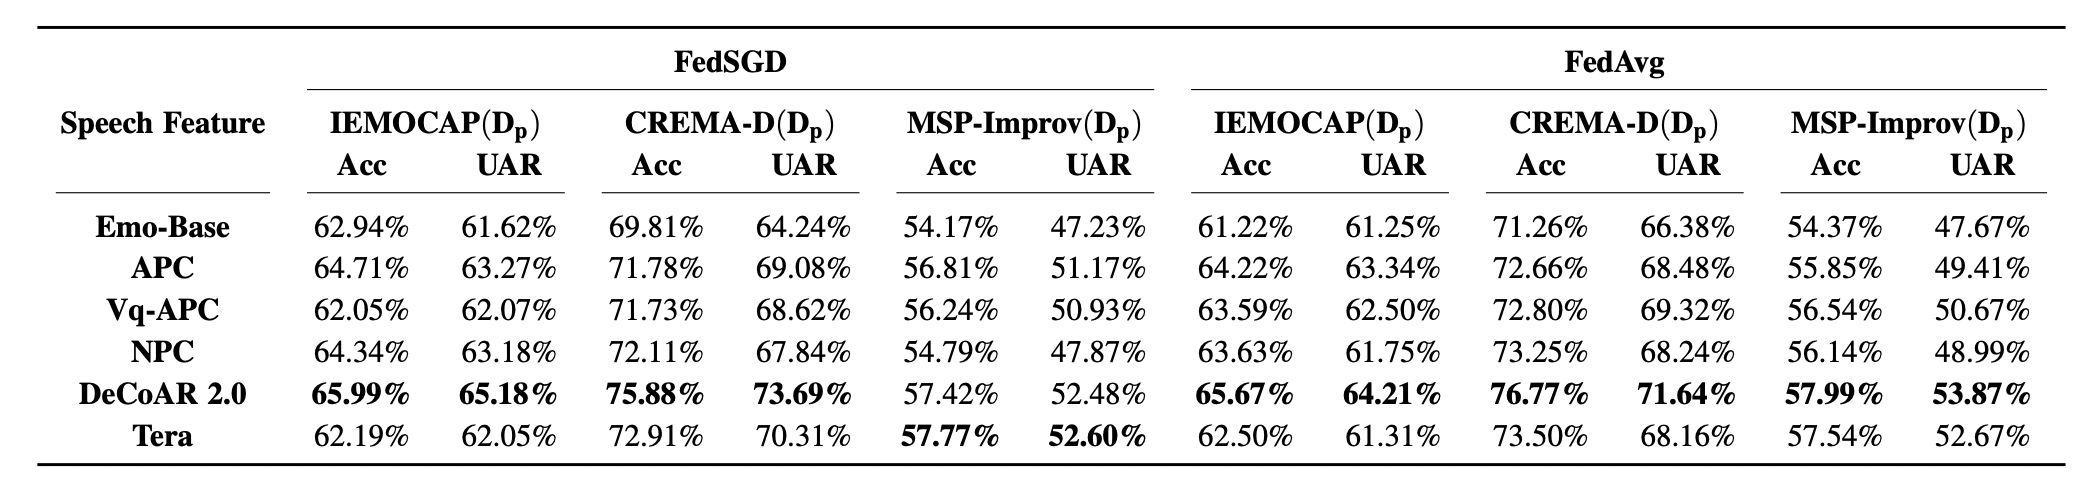 FedSGD FedAvg
Speech Feature IEMOCAP(Dp) CREMA-D(Dp) MSP-Improv(Dp) IEMOCAP(Dp) CREMA-D(Dp) MSP-Improv(Dp)
Acc UAR Acc UAR Acc UAR Acc UAR Acc UAR Acc UAR
Emo-Base 62.94% 61.62% 69.81% 64.24% 54.17% 47.23% 61.22% 61.25% 71.26% 66.38% 54.37% 47.67%
APC 64.71% 63.27% 71.78% 69.08% 56.81% 51.17% 64.22% 63.34% 72.66% 68.48% 55.85% 49.41%
Vq-APC 62.05% 62.07% 71.73% 68.62% 56.24% 50.93% 63.59% 62.50% 72.80% 69.32% 56.54% 50.67%
NPC 64.34% 63.18% 72.11% 67.84% 54.79% 47.87% 63.63% 61.75% 73.25% 68.24% 56.14% 48.99%
DeCoAR 2.0 65.99% 65.18% 75.88% 73.69% 57.42% 52.48% 65.67% 64.21% 76.77% 71.64% 57.99% 53.87%
Tera 62.19% 62.05% 72.91% 70.31% 57.77% 52.60% 62.50% 61.31% 73.50% 68.16% 57.54% 52.67%